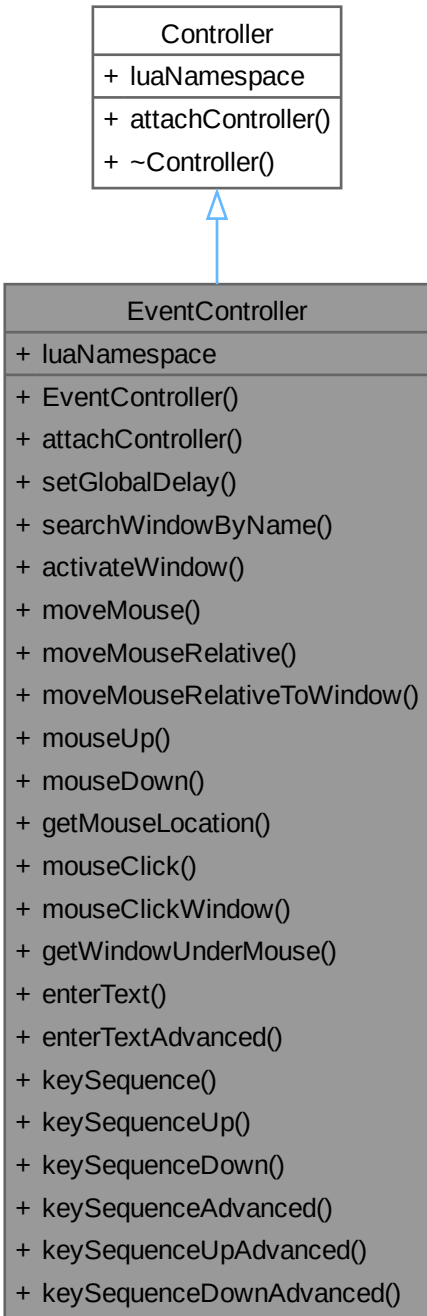 Controller
+ luaNamespace
+ attachController()
+ ~Controller()
EventController
+ luaNamespace
+ EventController()
+ attachController()
+ setGlobalDelay()
+ searchWindowByName()
+ activateWindow()
+ moveMouse()
+ moveMouseRelative()
+ moveMouseRelativeToWindow()
+ mouseUp()
+ mouseDown()
+ getMouseLocation()
+ mouseClick()
+ mouseClickWindow()
+ getWindowUnderMouse()
+ enterText()
+ enterTextAdvanced()
+ keySequence()
+ keySequenceUp()
+ keySequenceDown()
+ keySequenceAdvanced()
+ keySequenceUpAdvanced()
+ keySequenceDownAdvanced()